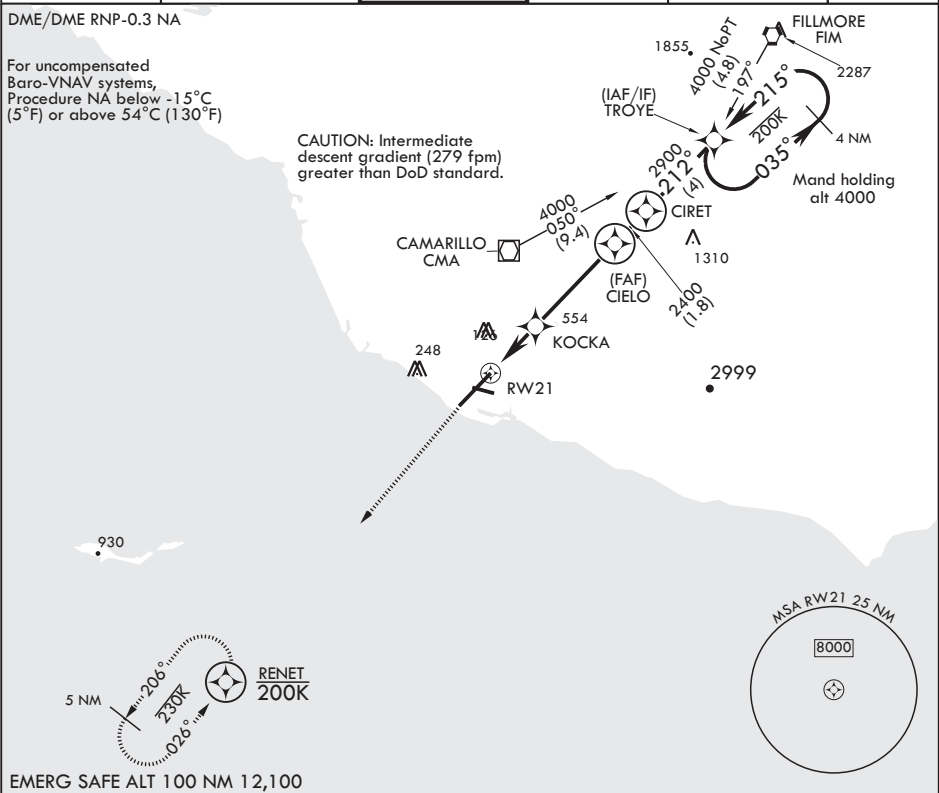 DME/DME RNP-0.3 NA
For uncompensated
Baro-VNAV systems,
Procedure NA below -15°C
(5°F) or above 54°C (130°F)
CAUTION: Intermediate
descent gradient (279 fpm)
greater than DoD standard.
FILLMORE
FIM
1855
4000 NoPT
(4.8)
197°
2287
215°
200K
035°
4 NM
(IAF/IF)
TROYE
Mand holding
alt 4000
2900
212°
(4)
CIRET
4000
050°
(9.4)
CAMARILLO
CMA
1310
(FAF)
CIELO
2400
(1.8)
554
KOCKA
248
RW21
2999
930
MSA RW21 25 NM
8000
RENET
200K
206°
230K
026°
5 NM
EMERG SAFE ALT 100 NM 12,100